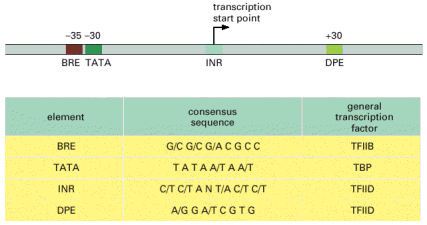 transcription
start point
–35 –30 +30
BRE TATA INR DPE
element consensus sequence general transcription factor
BRE G/C G/C G/A C G C C TFIIB
TATA T A T A A/T A A/T TBP
INR C/T C/T A N T/A C/T C/T TFIID
DPE A/G G A/T C G T G TFIID